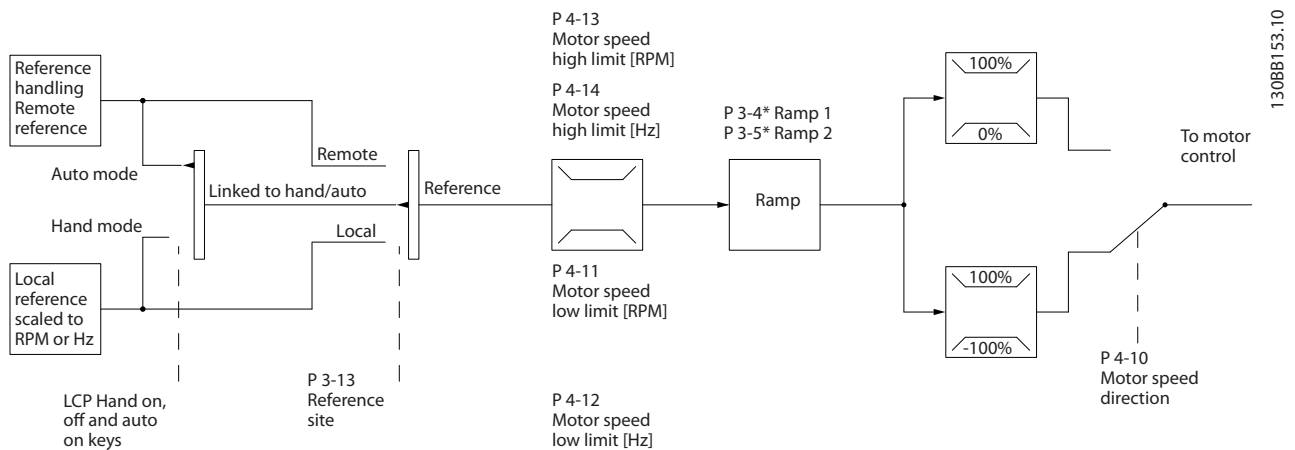 Reference
handling
Remote
reference
Auto mode
Hand mode
Local
reference
scaled to
RPM or Hz
LCP Hand on,
off and auto
on keys
Linked to hand/auto
Remote
Local
P 3-13
Reference
site
Reference
P 4-13
Motor speed
high limit [RPM]
P 4-14
Motor speed
high limit [Hz]
P 4-11
Motor speed
low limit [RPM]
P 4-12
Motor speed
low limit [Hz]
P 3-4* Ramp 1
P 3-5* Ramp 2
Ramp
100%
0%
100%
-100%
To motor
control
P 4-10
Motor speed
direction
130BB153.10